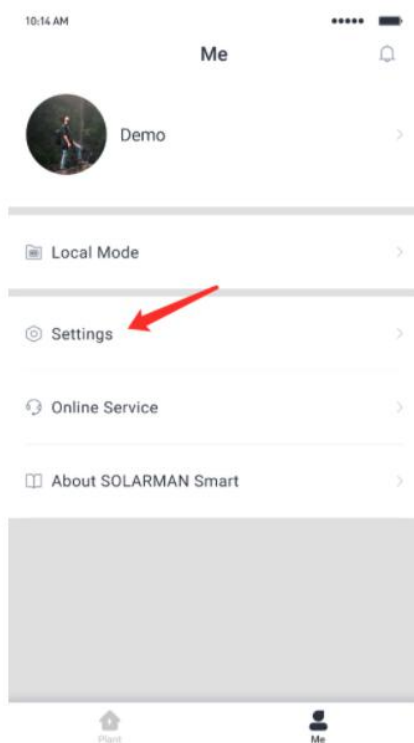 10:14 AM
Me
Demo
Local Mode
Settings
Online Service
About SOLARMAN Smart
Plant
Me